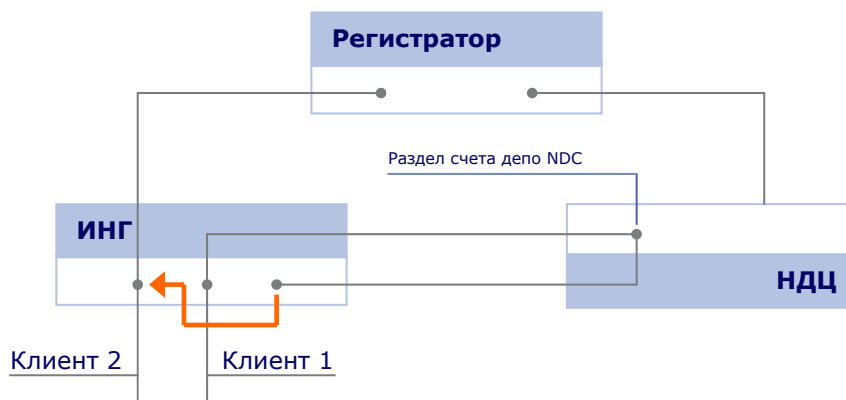 Регистратор
Раздел счета депо NDC
ИНГ
НДЦ
Клиент 2
Клиент 1